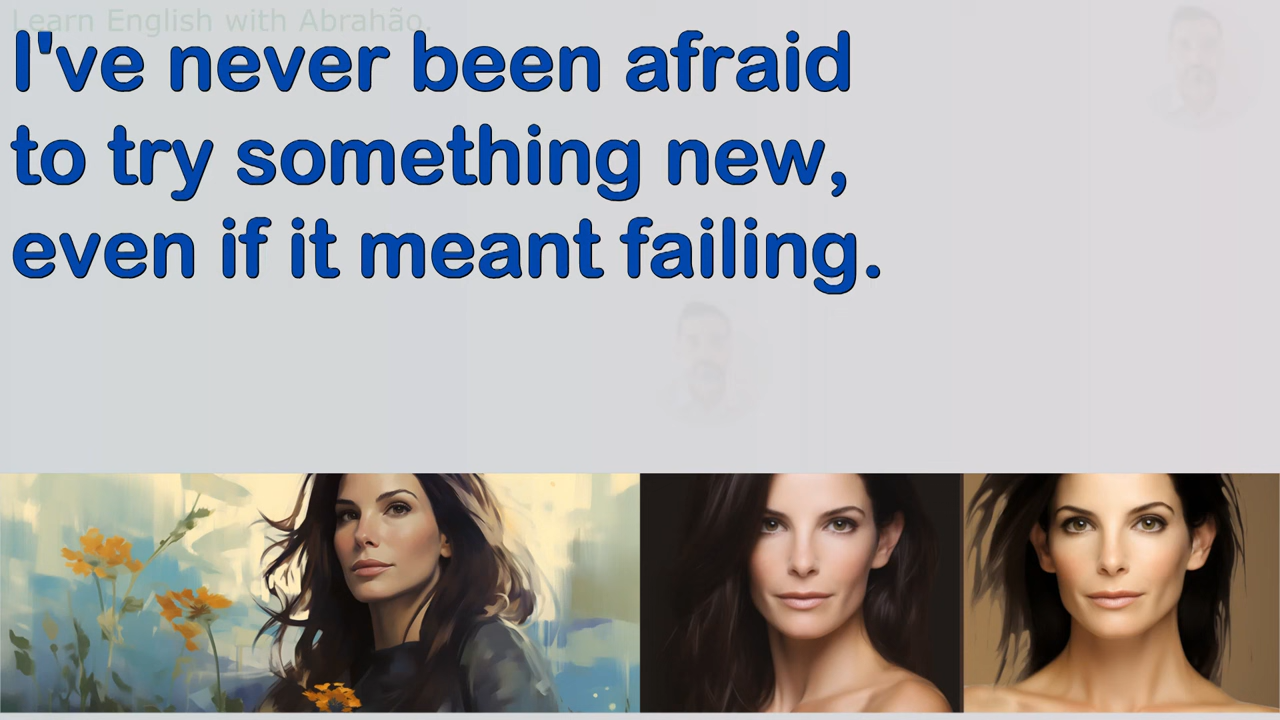 Learn English with Abrahão.
I've never been afraid
to try something new,
even if it meant failing.